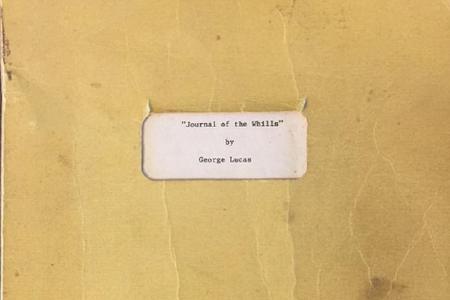 "Journal of the Whills"
by
George Lucas